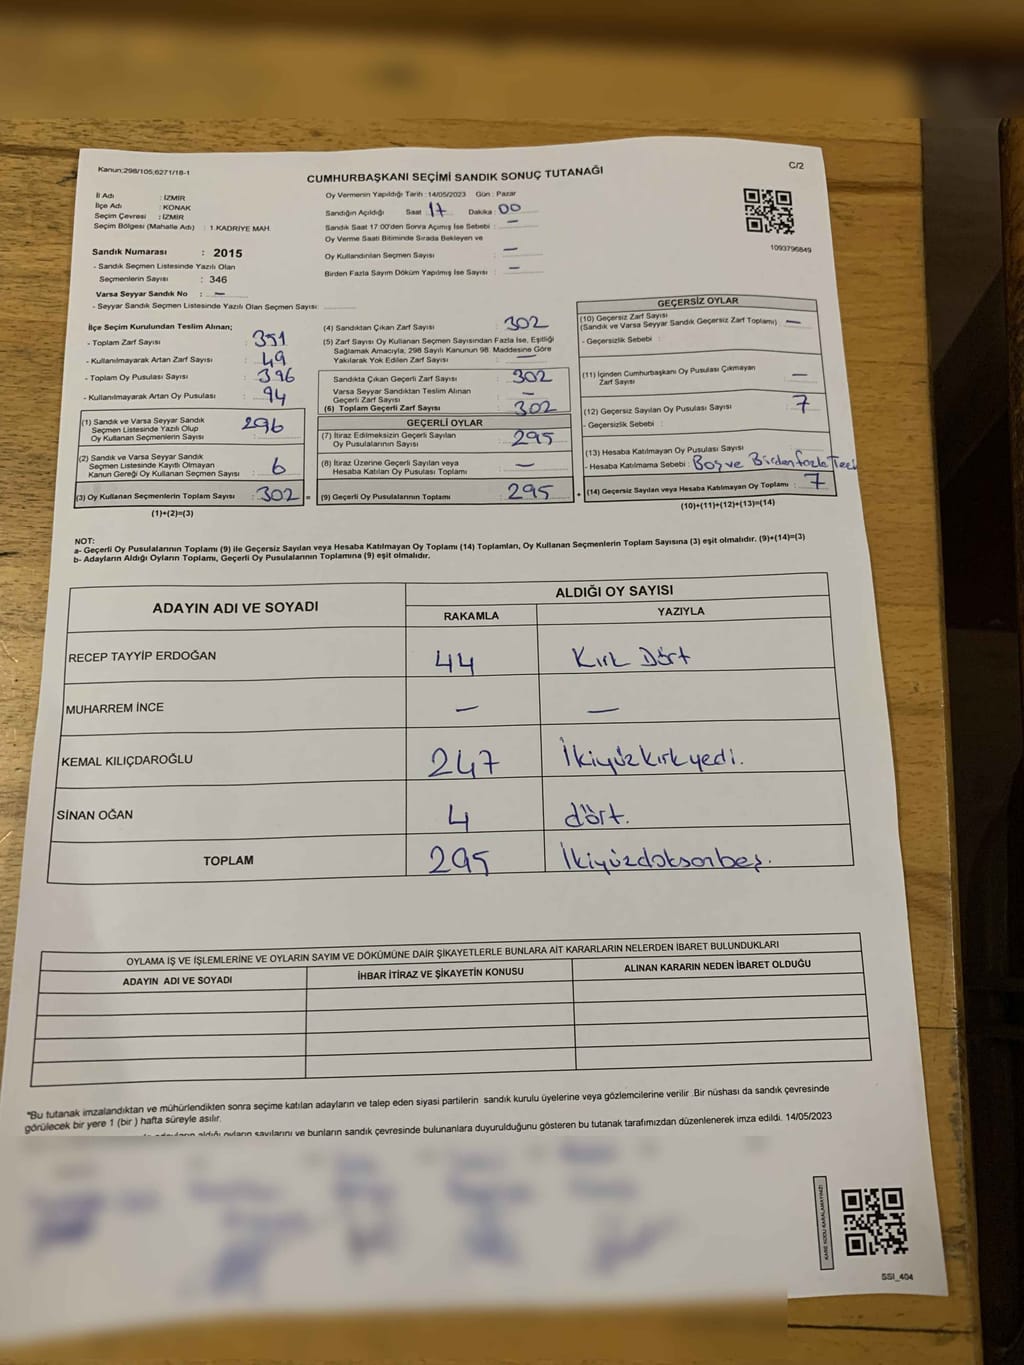 Kanun;298/105;6271/18-1
C/2
CUMHURBAŞKANI SEÇİMİ SANDIK SONUÇ TUTANAĞI
İl Adı : İZMİR
İlçe Adı : KONAK
Seçim Çevresi : İZMİR
Seçim Bölgesi (Mahalle Adı) : 1.KADRİYE MAH.
Oy Vermenin Yapıldığı Tarih : 14/05/2023 Gün : Pazar
Sandığın Açıldığı Saat 17 Dakika : 00
Sandık Saat 17:00'den Sonra Açımış İse Sebebi : —
Oy Verme Saati Bitiminde Sırada Bekleyen ve
Oy Kullandırılan Seçmen Sayısı : —
Birden Fazla Sayım Döküm Yapılmış İse Sayısı : —
1093796849
Sandık Numarası : 2015
- Sandık Seçmen Listesinde Yazılı Olan
Seçmenlerin Sayısı : 346
Varsa Seyyar Sandık No : —
- Seyyar Sandık Seçmen Listesinde Yazılı Olan Seçmen Sayısı:
İlçe Seçim Kurulundan Teslim Alınan;
- Toplam Zarf Sayısı : 351
- Kullanılmayarak Artan Zarf Sayısı : 49
- Toplam Oy Pusulası Sayısı : 396
- Kullanılmayarak Artan Oy Pusulası : 94
(1) Sandık ve Varsa Seyyar Sandık
Seçmen Listesinde Yazılı Olup
Oy Kullanan Seçmenlerin Sayısı : 296
(2) Sandık ve Varsa Seyyar Sandık
Seçmen Listesinde Kayıtlı Olmayan
Kanun Gereği Oy Kullanan Seçmen Sayısı : 6
(3) Oy Kullanan Seçmenlerin Toplam Sayısı : 302 =
(1)+(2)=(3)
(4) Sandıktan Çıkan Zarf Sayısı : 302
(5) Zarf Sayısı Oy Kullanan Seçmen Sayısından Fazla İse, Eşitliği
Sağlamak Amacıyla, 298 Sayılı Kanunun 98. Maddesine Göre
Yakılarak Yok Edilen Zarf Sayısı : —
Sandıkta Çıkan Geçerli Zarf Sayısı : 302
Varsa Seyyar Sandıktan Teslim Alınan
Geçerli Zarf Sayısı : —
(6) Toplam Geçerli Zarf Sayısı : 302
GEÇERLİ OYLAR
(7) İtiraz Edilmeksizin Geçerli Sayılan
Oy Pusulalarının Sayısı : 295
(8) İtiraz Üzerine Geçerli Sayılan veya
Hesaba Katılan Oy Pusulası Toplamı : —
(9) Geçerli Oy Pusulalarının Toplamı : 295 +
GEÇERSİZ OYLAR
(10) Geçersiz Zarf Sayısı
(Sandık ve Varsa Seyyar Sandık Geçersiz Zarf Toplamı) : —
- Geçersizlik Sebebi :
(11) İçinden Cumhurbaşkanı Oy Pusulası Çıkmayan
Zarf Sayısı : —
(12) Geçersiz Sayılan Oy Pusulası Sayısı : 7
- Geçersizlik Sebebi :
(13) Hesaba Katılmayan Oy Pusulası Sayısı
- Hesaba Katılmama Sebebi : Boş ve Birden fazla
(14) Geçersiz Sayılan veya Hesaba Katılmayan Oy Toplamı : 7
(10)+(11)+(12)+(13)=(14)
NOT:
a- Geçerli Oy Pusulalarının Toplamı (9) ile Geçersiz Sayılan veya Hesaba Katılmayan Oy Toplamı (14) Toplamları, Oy Kullanan Seçmenlerin Toplam Sayısına (3) eşit olmalıdır. (9)+(14)=(3)
b- Adayların Aldığı Oyların Toplamı, Geçerli Oy Pusulalarının Toplamına (9) eşit olmalıdır.
ADAYIN ADI VE SOYADI ALDIĞI OY SAYISI
RAKAMLA YAZIYLA
RECEP TAYYİP ERDOĞAN 44 Kırk Dört
MUHARREM İNCE — —
KEMAL KILIÇDAROĞLU 247 İkiyüzkırkyedi.
SİNAN OĞAN 4 dört.
TOPLAM 295 İkiyüzdoksonbeş.
OYLAMA İŞ VE İŞLEMLERİNE VE OYLARIN SAYIM VE DÖKÜMÜNE DAİR ŞİKAYETLERLE BUNLARA AİT KARARLARIN NELERDEN İBARET BULUNDUKLARI
ADAYIN ADI VE SOYADI İHBAR İTİRAZ VE ŞİKAYETİN KONUSU ALINAN KARARIN NEDEN İBARET OLDUĞU
*Bu tutanak imzalandıktan ve mühürlendikten sonra seçime katılan adayların ve talep eden siyasi partilerin sandık kurulu üyelerine veya gözlemcilerine verilir .Bir nüshası da sandık çevresinde
görülecek bir yere 1 (bir ) hafta süreyle asılır.
adayların aldığı oyların sayılarını ve bunların sandık çevresinde bulunanlara duyurulduğunu gösteren bu tutanak tarafımızdan düzenlenerek imza edildi. 14/05/2023
KARE KODU KARALAMAYINIZ!
SSI_404